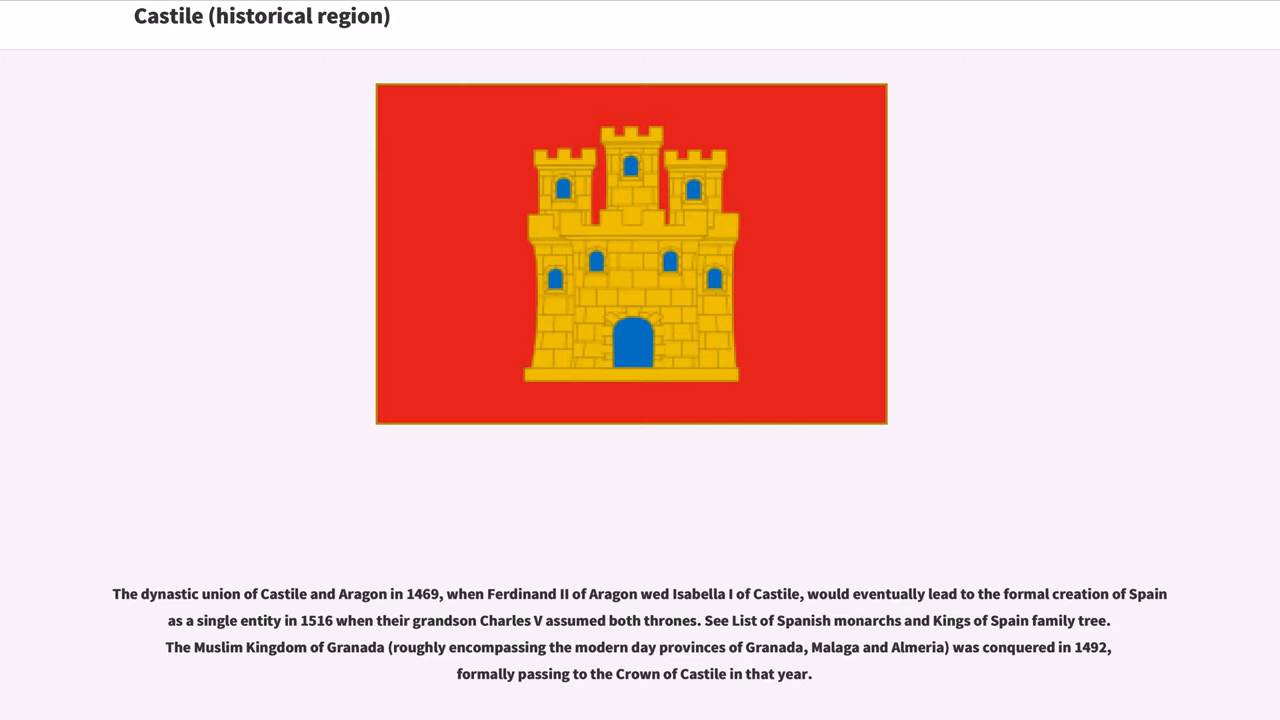 Castile (historical region)
The dynastic union of Castile and Aragon in 1469, when Ferdinand II of Aragon wed Isabella I of Castile, would eventually lead to the formal creation of Spain
as a single entity in 1516 when their grandson Charles V assumed both thrones. See List of Spanish monarchs and Kings of Spain family tree.
The Muslim Kingdom of Granada (roughly encompassing the modern day provinces of Granada, Malaga and Almeria) was conquered in 1492,
formally passing to the Crown of Castile in that year.